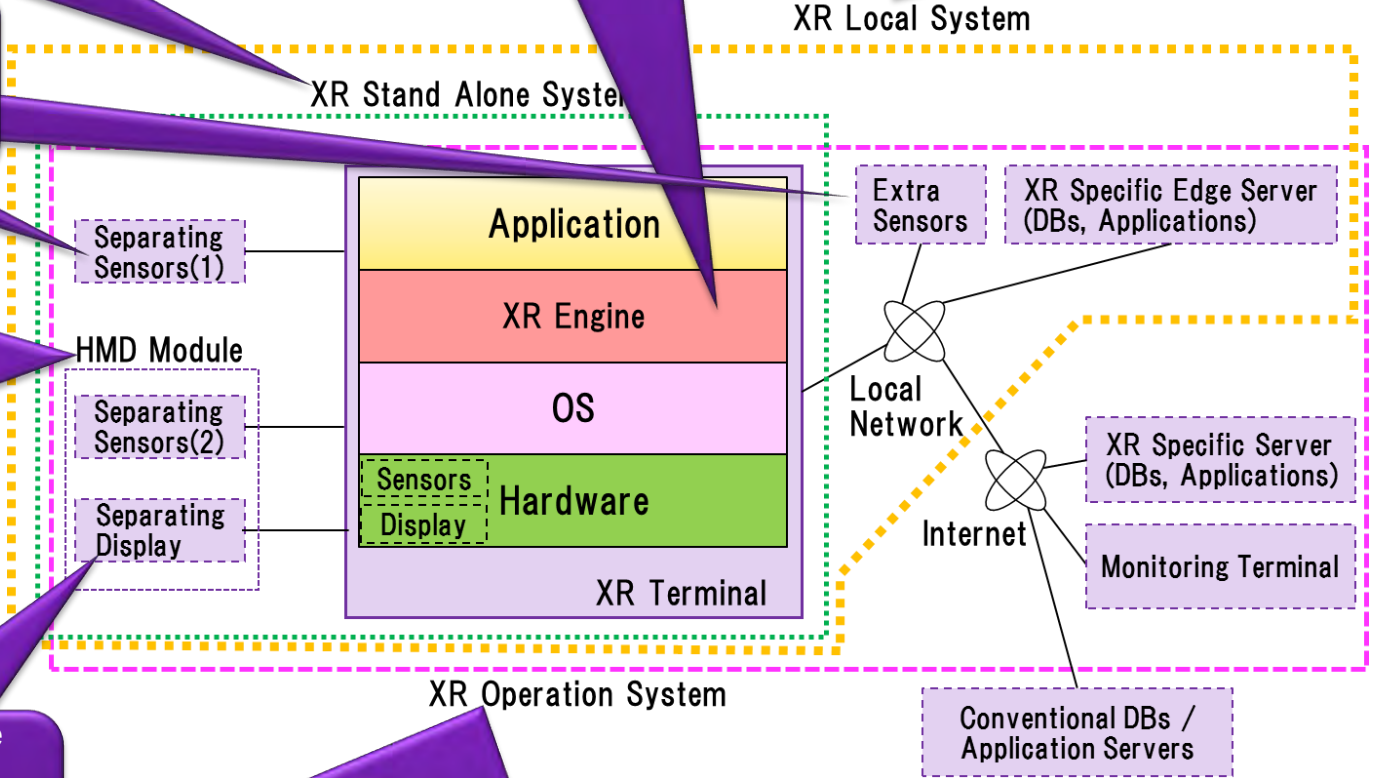 XR Local System
XR Stand Alone System
Separating
Sensors(1)
HMD Module
Separating
Sensors(2)
Separating
Display
Application
XR Engine
OS
Sensors
Display
Hardware
XR Terminal
Extra
Sensors
XR Specific Edge Server
(DBs, Applications)
Local
Network
Internet
XR Specific Server
(DBs, Applications)
Monitoring Terminal
XR Operation System
Conventional DBs /
Application Servers